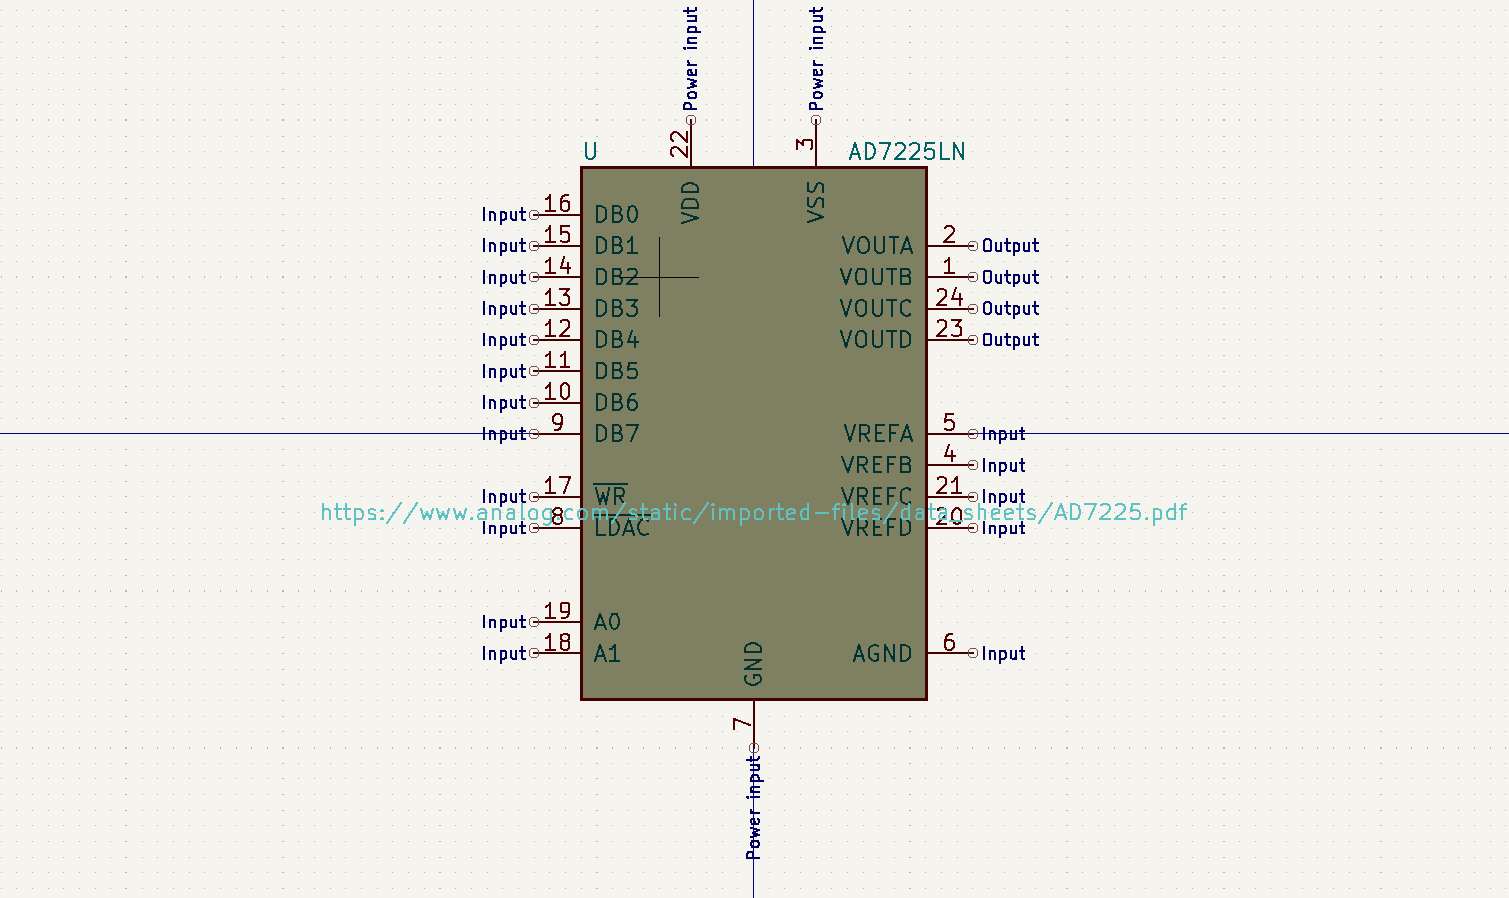 Power input
Power input
22
3
U
AD7225LN
VDD
VSS
Input 16 DB0
Input 15 DB1
VOUTA 2 Output
Input 14 DB2
VOUTB 1 Output
Input 13 DB3
VOUTC 24 Output
Input 12 DB4
VOUTD 23 Output
Input 11 DB5
Input 10 DB6
Input 9 DB7
VREFA 5 Input
VREFB 4 Input
Input 17 WR
VREFC 21 Input
https://www.analog.com/static/imported-files/data_sheets/AD7225.pdf
Input 8 LDAC
VREFD 20 Input
Input 19 A0
Input 18 A1
AGND 6 Input
GND
7
Power input